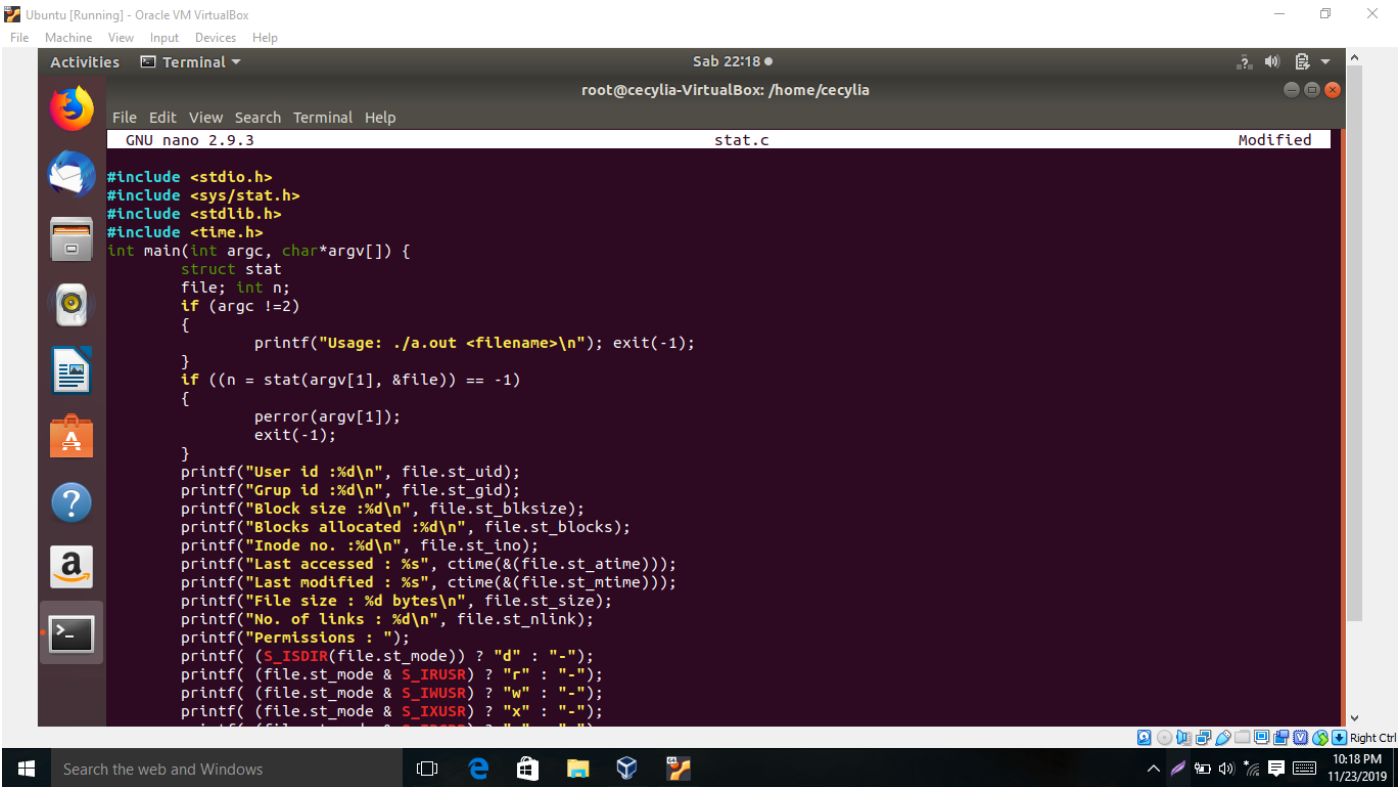 Ubuntu [Running] - Oracle VM VirtualBox
File Machine View Input Devices Help
Activities Terminal Sab 22:18
root@cecylia-VirtualBox: /home/cecylia
File Edit View Search Terminal Help
GNU nano 2.9.3 stat.c Modified
#include <stdio.h>
#include <sys/stat.h>
#include <stdlib.h>
#include <time.h>
int main(int argc, char*argv[]) {
struct stat
file; int n;
if (argc !=2)
{
printf("Usage: ./a.out <filename>\n"); exit(-1);
}
if ((n = stat(argv[1], &file)) == -1)
{
perror(argv[1]);
exit(-1);
}
printf("User id :%d\n", file.st_uid);
printf("Grup id :%d\n", file.st_gid);
printf("Block size :%d\n", file.st_blksize);
printf("Blocks allocated :%d\n", file.st_blocks);
printf("Inode no. :%d\n", file.st_ino);
printf("Last accessed : %s", ctime(&(file.st_atime)));
printf("Last modified : %s", ctime(&(file.st_mtime)));
printf("File size : %d bytes\n", file.st_size);
printf("No. of links : %d\n", file.st_nlink);
printf("Permissions : ");
printf( (S_ISDIR(file.st_mode)) ? "d" : "-");
printf( (file.st_mode & S_IRUSR) ? "r" : "-");
printf( (file.st_mode & S_IWUSR) ? "w" : "-");
printf( (file.st_mode & S_IXUSR) ? "x" : "-");
Right Ctrl
Search the web and Windows
10:18 PM
11/23/2019